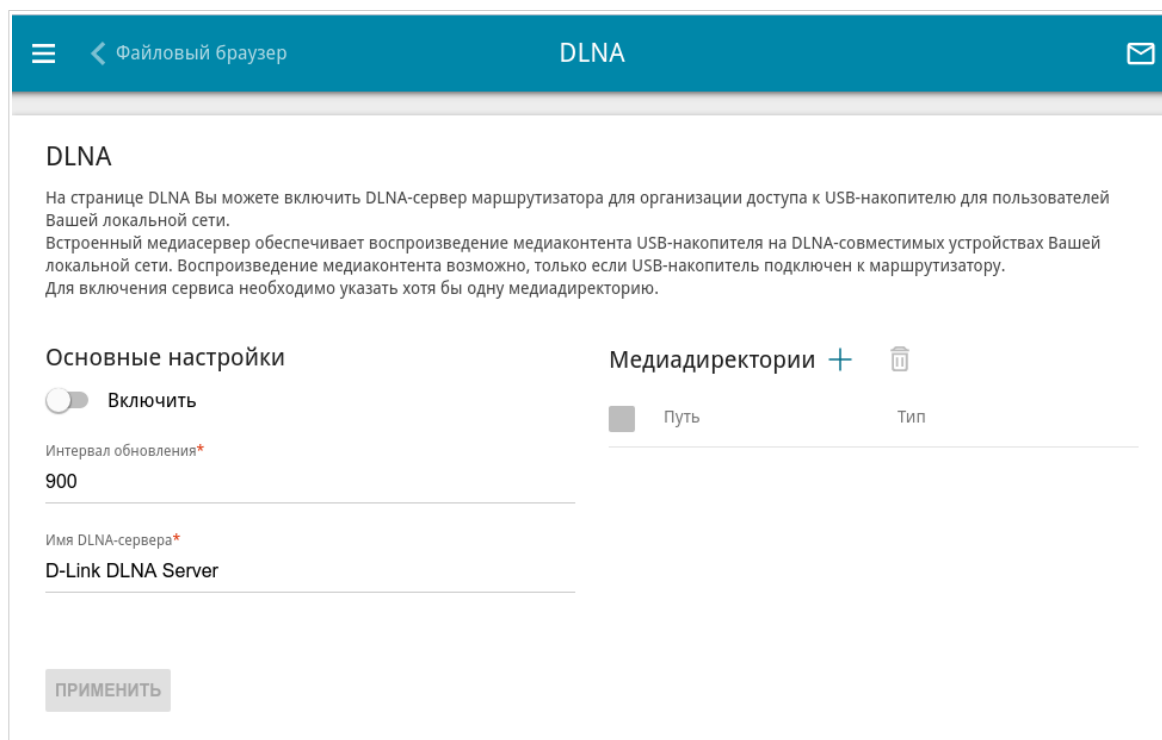 Файловый браузер
DLNA
DLNA
На странице DLNA Вы можете включить DLNA-сервер маршрутизатора для организации доступа к USB-накопителю для пользователей
Вашей локальной сети.
Встроенный медиасервер обеспечивает воспроизведение медиаконтента USB-накопителя на DLNA-совместимых устройствах Вашей
локальной сети. Воспроизведение медиаконтента возможно, только если USB-накопитель подключен к маршрутизатору.
Для включения сервиса необходимо указать хотя бы одну медиадиректорию.
Основные настройки
Включить
Интервал обновления*
900
Имя DLNA-сервера*
D-Link DLNA Server
ПРИМЕНИТЬ
Медиадиректории
Путь Тип